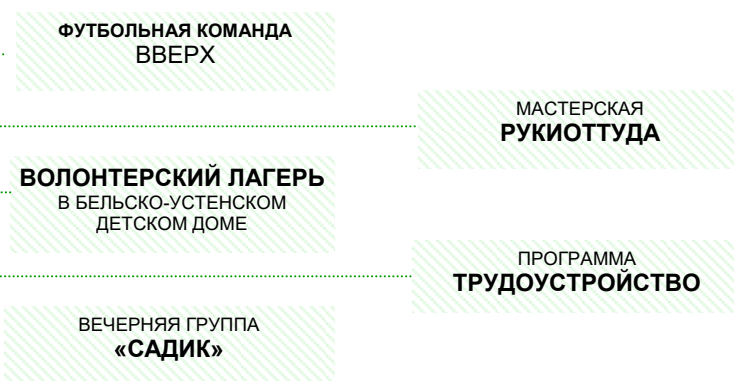 ФУТБОЛЬНАЯ КОМАНДА
ВВЕРХ
МАСТЕРСКАЯ
РУКИОТТУДА
ВОЛОНТЕРСКИЙ ЛАГЕРЬ
В БЕЛЬСКО-УСТЕНСКОМ
ДЕТСКОМ ДОМЕ
ПРОГРАММА
ТРУДОУСТРОЙСТВО
ВЕЧЕРНЯЯ ГРУППА
«САДИК»